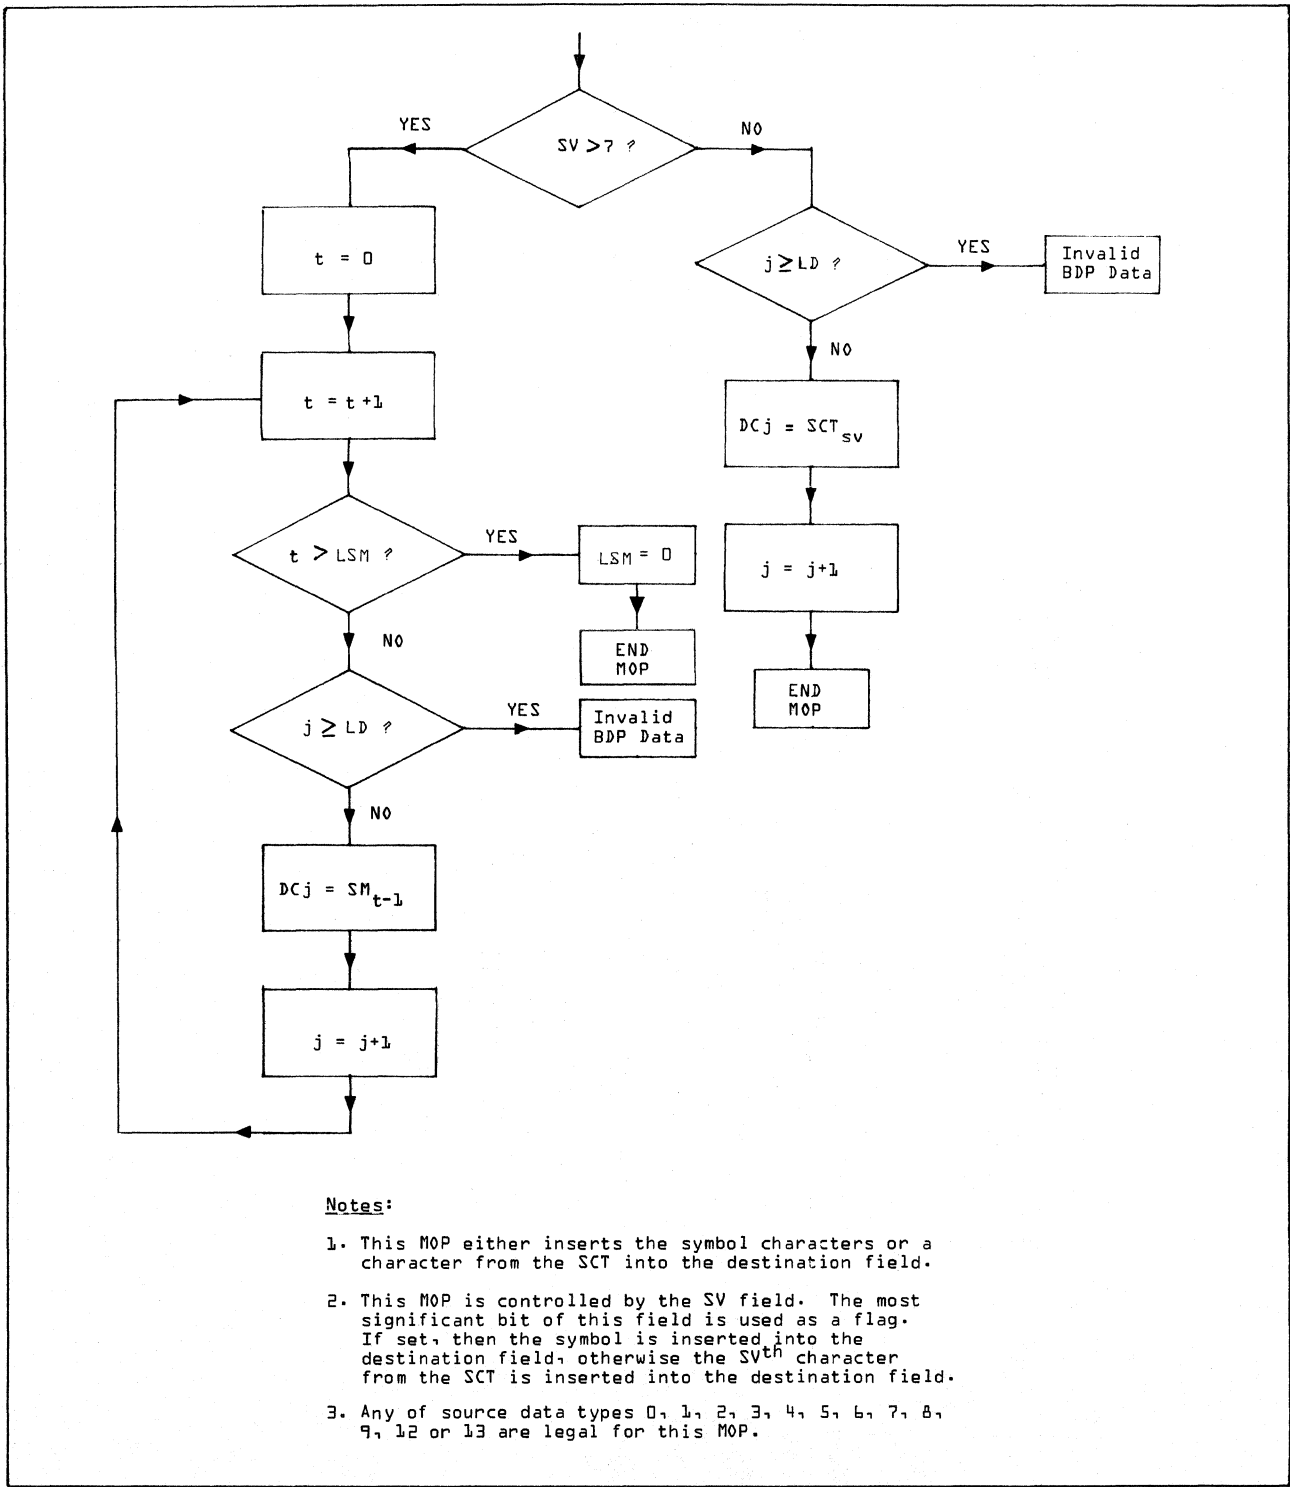 SV > 7 ?
YES
NO
t = 0
j ≥ LD ?
YES
Invalid
BDP Data
NO
t = t+1
DCj = SCTSV
t > LSM ?
YES
LSM = 0
j = j+1
NO
END
MOP
END
MOP
j ≥ LD ?
YES
Invalid
BDP Data
NO
DCj = SMt-1
j = j+1
Notes:
1. This MOP either inserts the symbol characters or a
character from the SCT into the destination field.
2. This MOP is controlled by the SV field. The most
significant bit of this field is used as a flag.
If set, then the symbol is inserted into the
destination field, otherwise the SVth character
from the SCT is inserted into the destination field.
3. Any of source data types 0, 1, 2, 3, 4, 5, 6, 7, 8,
9, 12 or 13 are legal for this MOP.